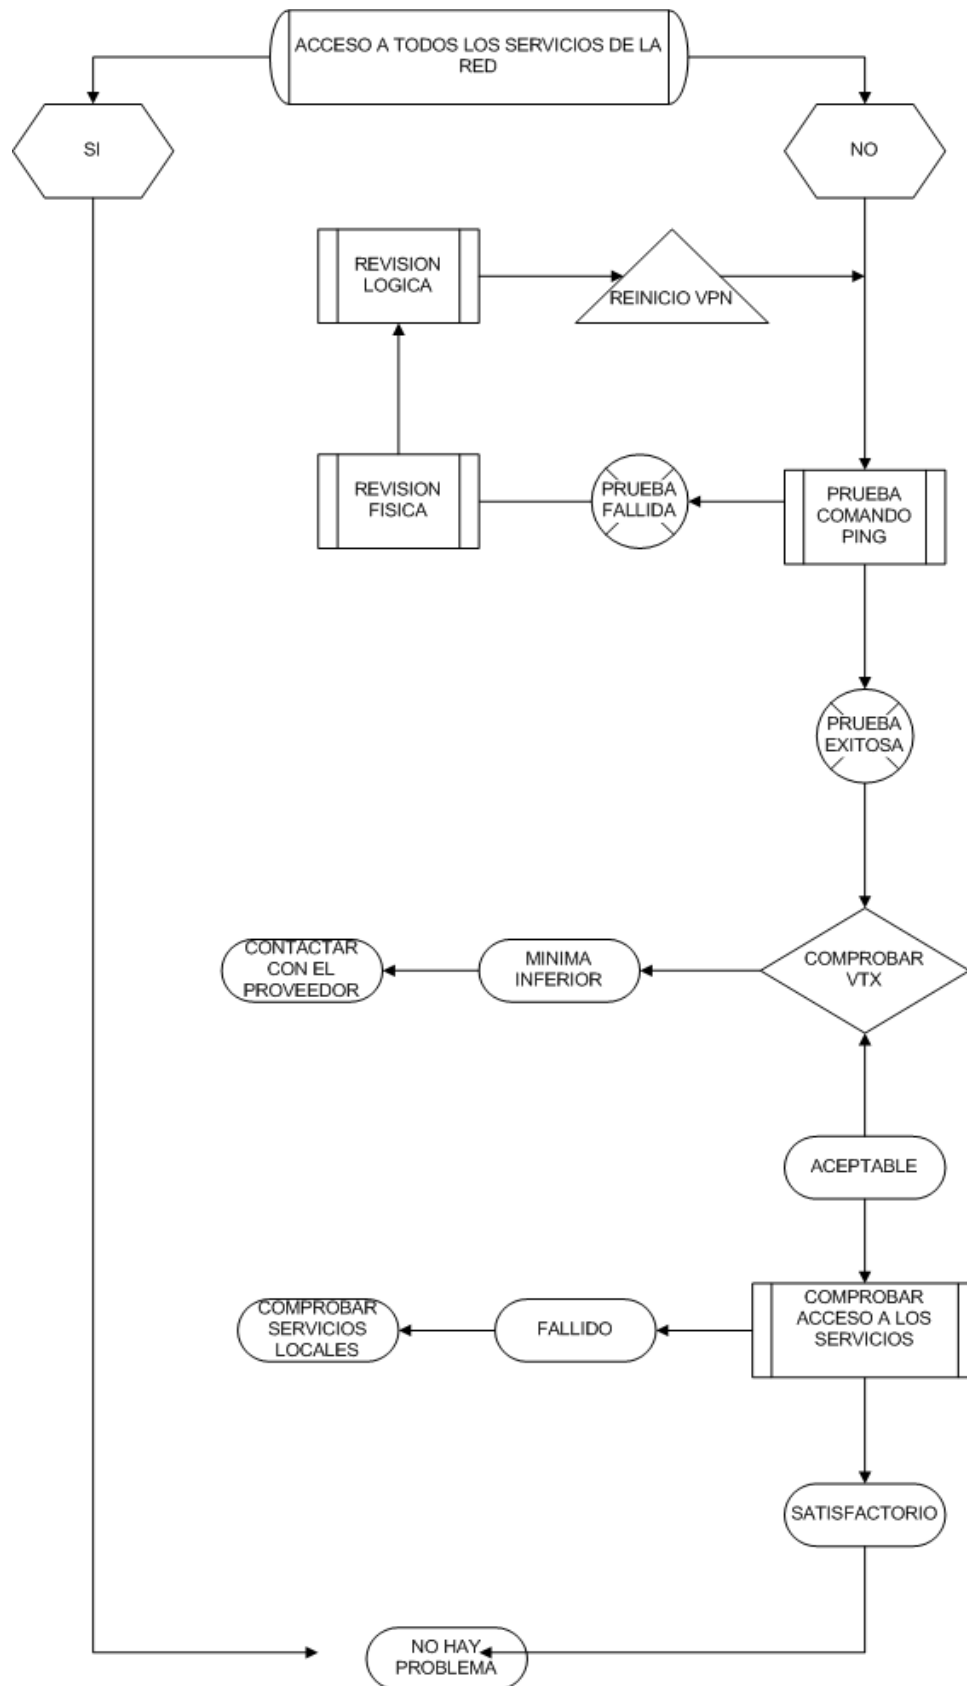 ACCESO A TODOS LOS SERVICIOS DE LA
RED
SI
NO
REVISION
LOGICA
REINICIO VPN
REVISION
FISICA
PRUEBA
FALLIDA
PRUEBA
COMANDO
PING
PRUEBA
EXITOSA
CONTACTAR
CON EL
PROVEEDOR
MINIMA
INFERIOR
COMPROBAR
VTX
ACEPTABLE
COMPROBAR
SERVICIOS
LOCALES
FALLIDO
COMPROBAR
ACCESO A LOS
SERVICIOS
SATISFACTORIO
NO HAY
PROBLEMA